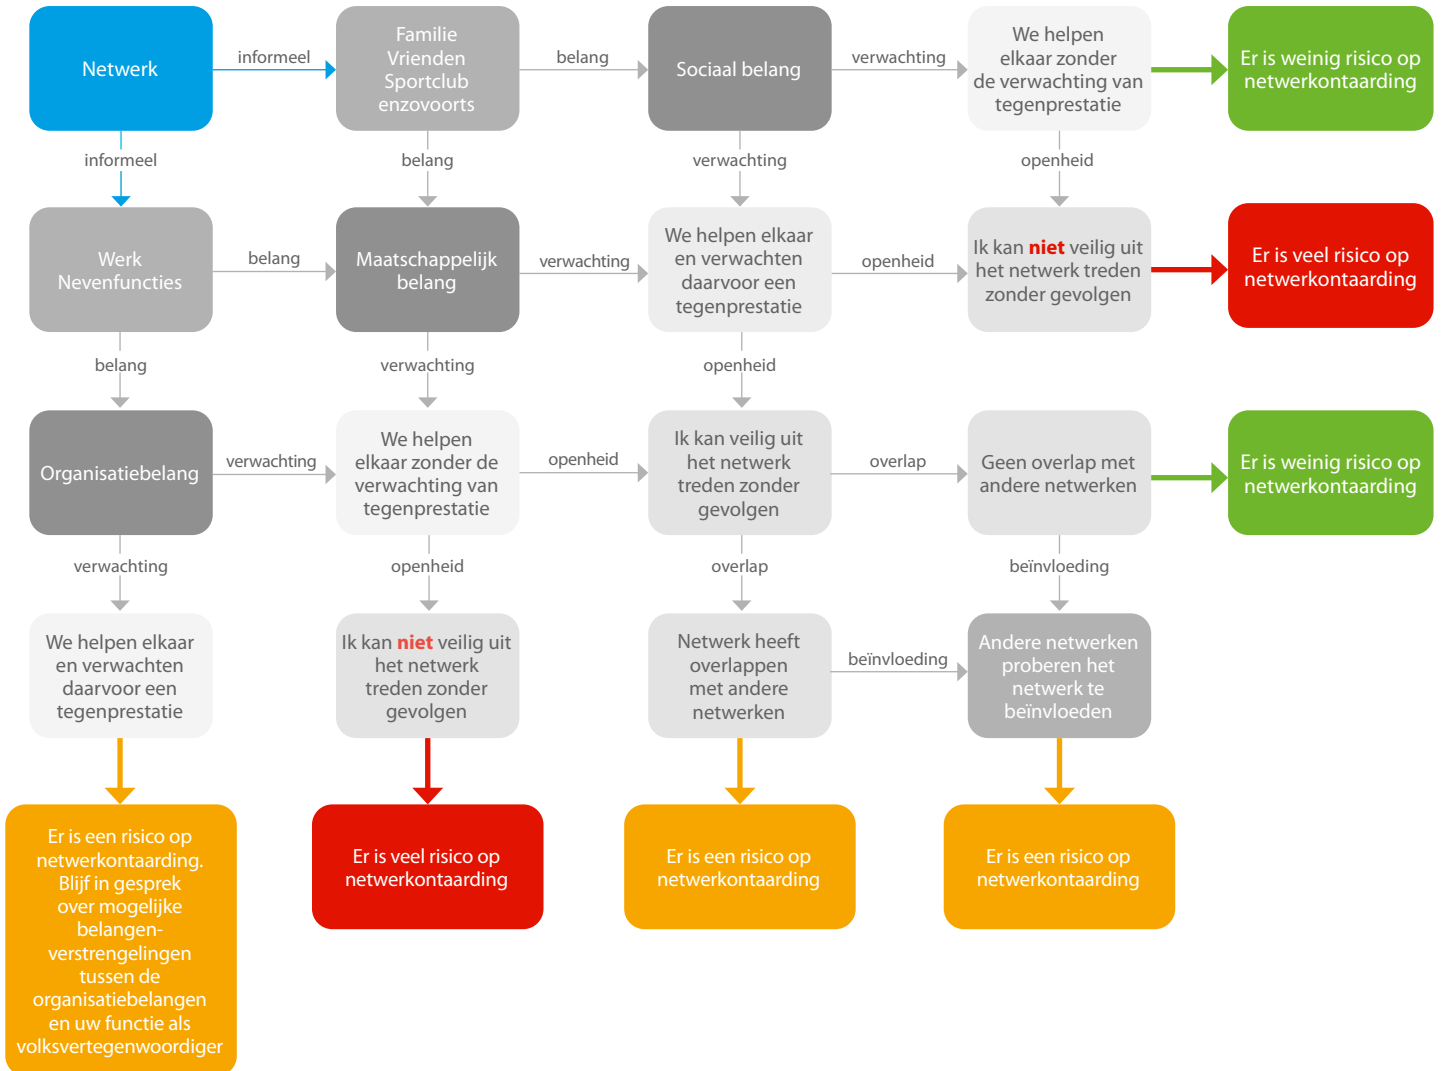 Netwerk
informeel
Familie
Vrienden
Sportclub
enzovoorts
belang
Sociaal belang
verwachting
We helpen
elkaar zonder
de verwachting van
tegenprestatie
Er is weinig risico op
netwerkontaarding
informeel
belang
verwachting
openheid
Werk
Nevenfuncties
belang
Maatschappelijk
belang
verwachting
We helpen elkaar
en verwachten
daarvoor een
tegenprestatie
openheid
Ik kan niet veilig uit
het netwerk treden
zonder gevolgen
Er is veel risico op
netwerkontaarding
belang
verwachting
openheid
Organisatiebelang
verwachting
We helpen
elkaar zonder de
verwachting van
tegenprestatie
openheid
Ik kan veilig uit
het netwerk
treden zonder
gevolgen
overlap
Geen overlap met
andere netwerken
Er is weinig risico op
netwerkontaarding
verwachting
openheid
overlap
beïnvloeding
We helpen elkaar
en verwachten
daarvoor een
tegenprestatie
Ik kan niet veilig uit
het netwerk
treden zonder
gevolgen
Netwerk heeft
overlappen
met andere
netwerken
beïnvloeding
Andere netwerken
proberen het
netwerk te
beïnvloeden
Er is een risico op
netwerkontaarding.
Blijf in gesprek
over mogelijke
belangen-
verstrengelingen
tussen de
organisatiebelangen
en uw functie als
volksvertegenwoordiger
Er is veel risico op
netwerkontaarding
Er is een risico op
netwerkontaarding
Er is een risico op
netwerkontaarding